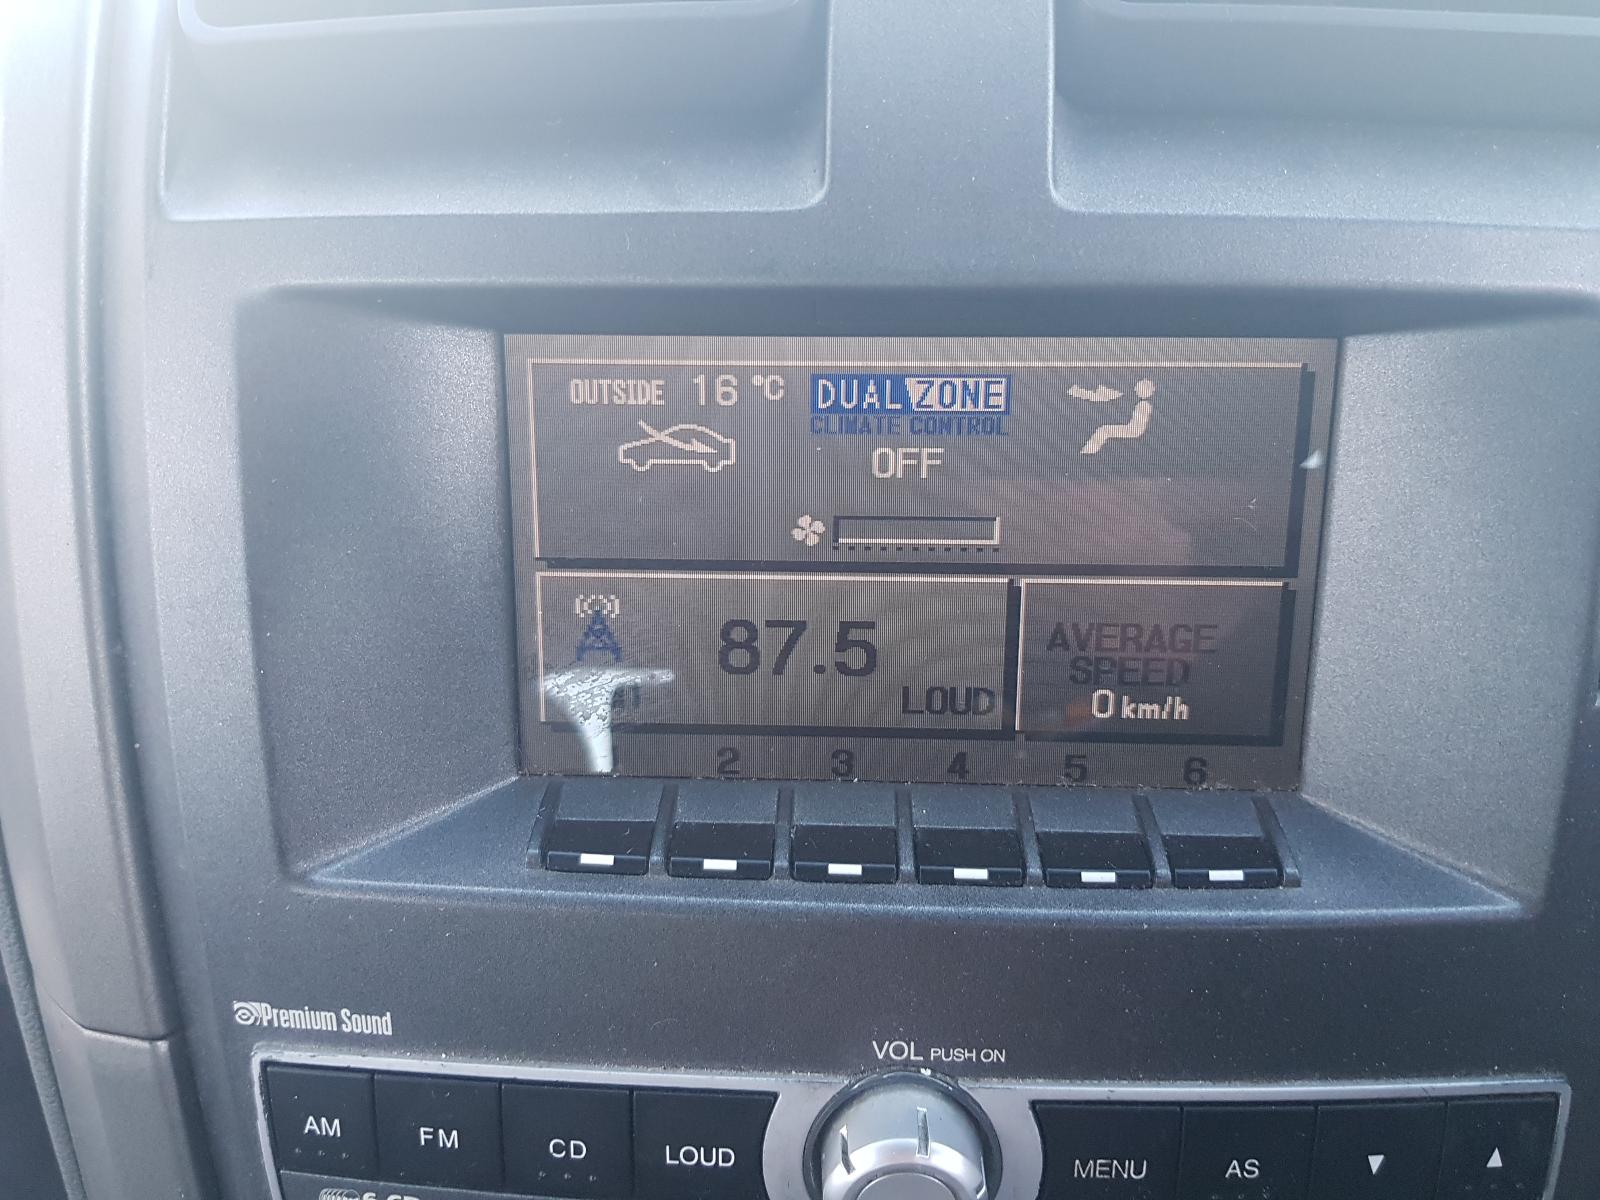 OUTSIDE 16 °C
DUAL ZONE
CLIMATE CONTROL
OFF
87.5
LOUD
AVERAGE
SPEED
0 km/h
2 3 4 5 6
Premium Sound
VOL PUSH ON
AM
FM
CD
LOUD
MENU
AS
▼
▲